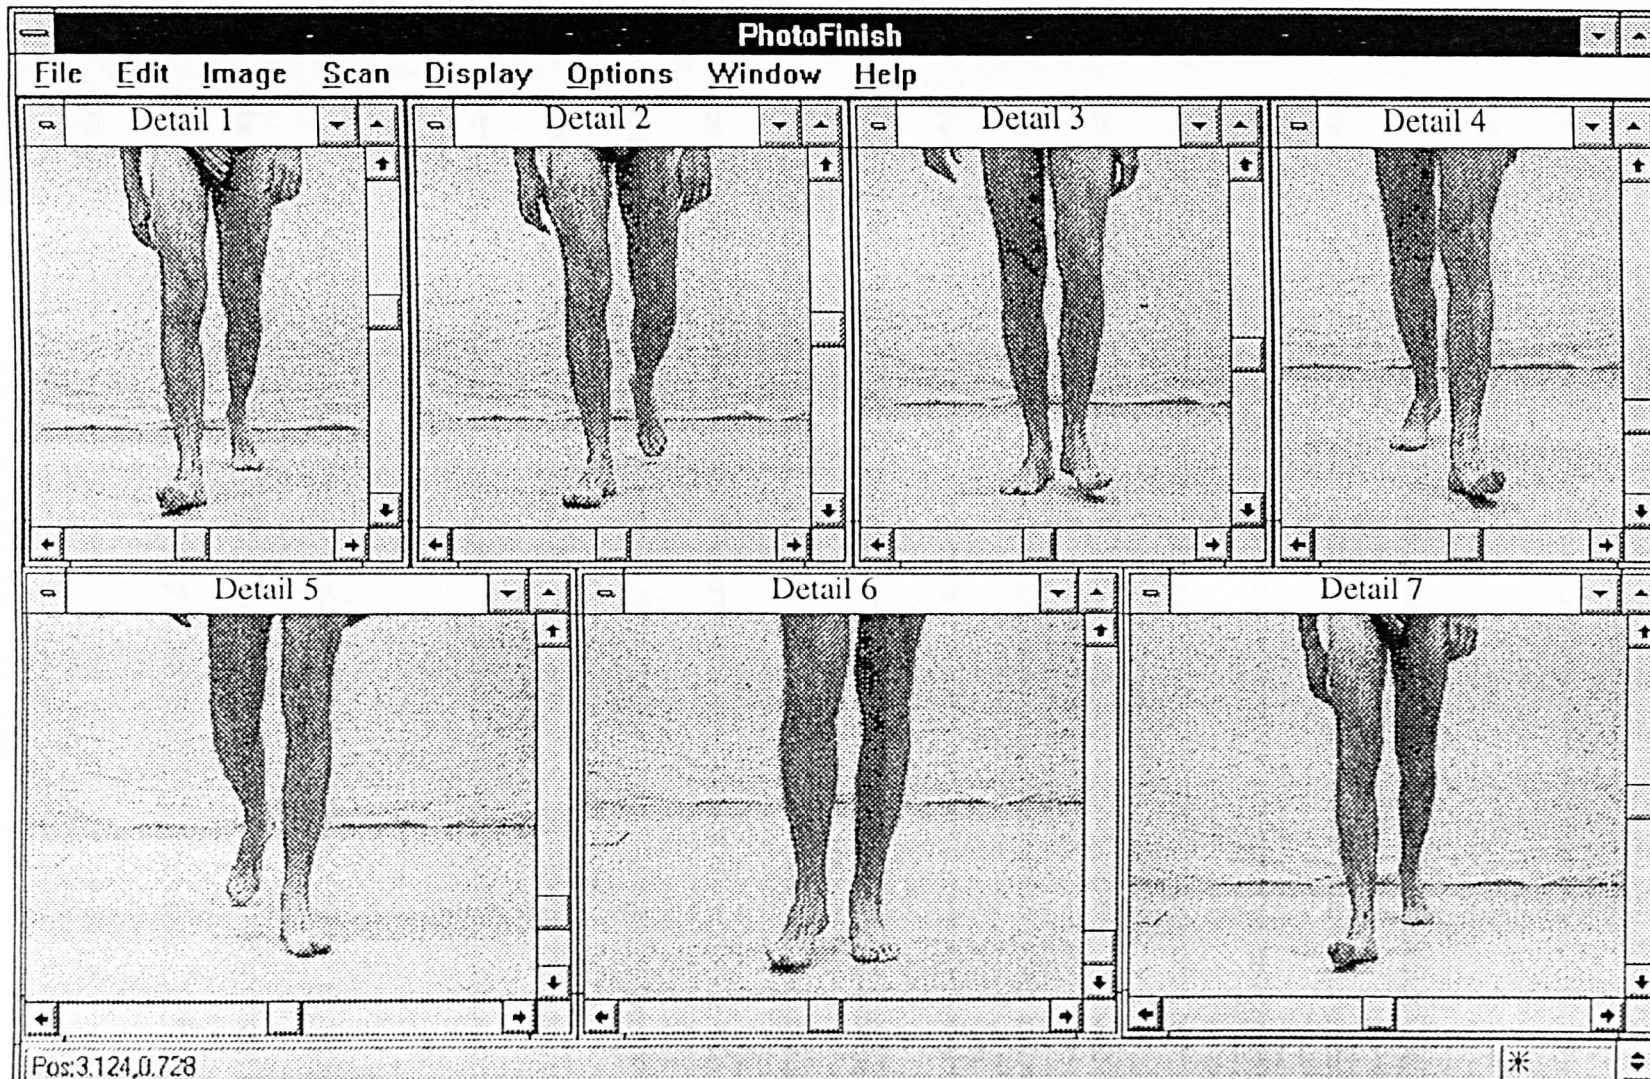 PhotoFinish
File Edit Image Scan Display Options Window Help
Detail 1 Detail 2 Detail 3 Detail 4
Detail 5 Detail 6 Detail 7
Pos:3.124,0.728